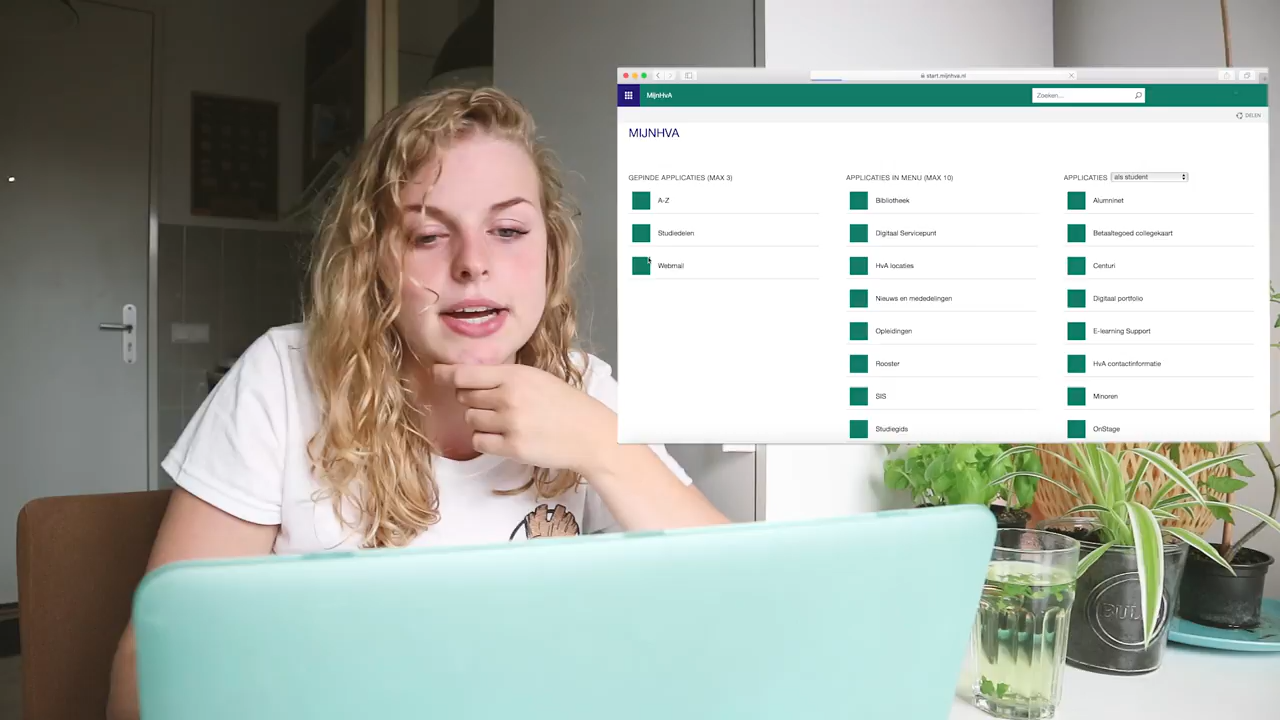 start.mijnhva.nl
MijnHvA
Zoeken...
DELEN
MIJNHVA
GEPINDE APPLICATIES (MAX 3)
A-Z
Studiedelen
Webmail
APPLICATIES IN MENU (MAX 10)
Bibliotheek
Digitaal Servicepunt
HvA locaties
Nieuws en mededelingen
Opleidingen
Rooster
SIS
Studiegids
APPLICATIES als student
Alumninet
Betaaltegoed collegekaart
Centuri
Digitaal portfolio
E-learning Support
HvA contactinformatie
Minoren
OnStage